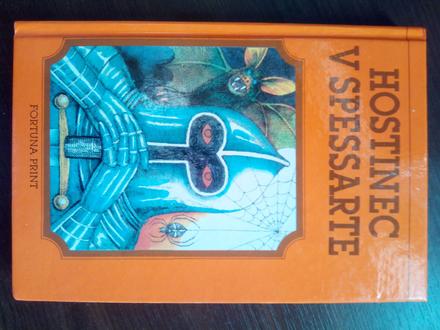 HOSTINEC
V SPESSARTE
FORTUNA PRINT